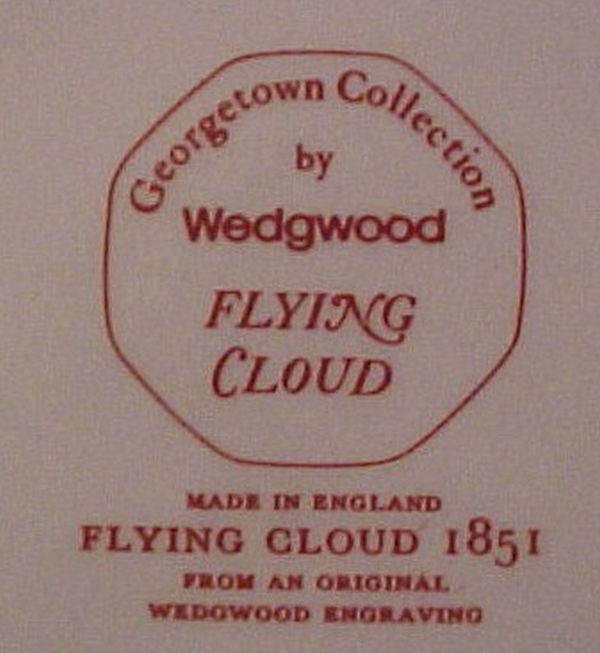 Georgetown Collection
by
Wedgwood
FLYING
CLOUD
MADE IN ENGLAND
FLYING CLOUD 1851
FROM AN ORIGINAL
WEDGWOOD ENGRAVING